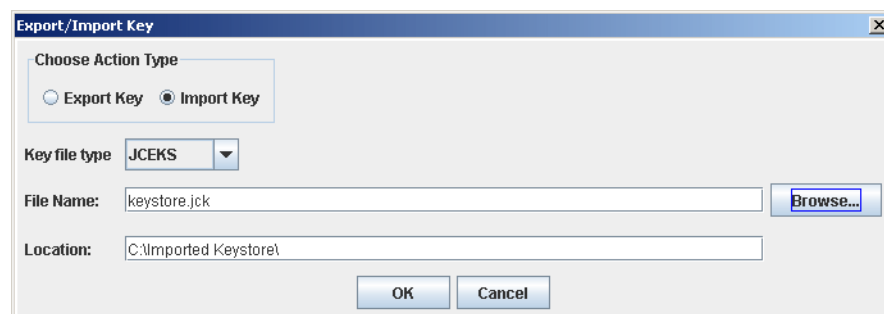 Export/Import Key
Choose Action Type
Export Key Import Key
Key file type JCEKS
File Name: keystore.jck Browse...
Location: C:\Imported Keystore\
OK Cancel